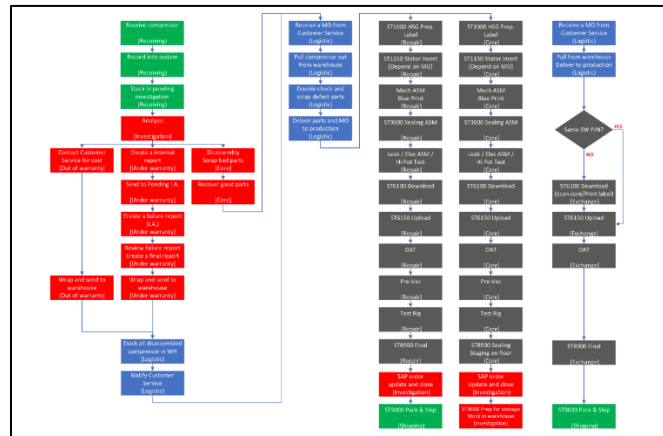 Receive compressor
(Receiving)
Record into system
(Receiving)
Stock in pending
investigation
(Receiving)
Analysis
(Investigation)
Contact Customer
Service for cost
[Out of warranty]
Create a internal
report
[Under warranty]
Disassembly
Scrap bad parts
[Core]
Send to Pending I.A.
[Under warranty]
Recover good parts
[Core]
Create a failure report
(I.A.)
[Under warranty]
Review failure report
Create a final report
[Under warranty]
Wrap and send to
warehouse
[Out of warranty]
Wrap and send to
warehouse
[Under warranty]
Stock all disassembled
compressor in WH
(Logistic)
Notify Customer
Service
(Logistic)
Receive a MO from
Customer Service
(Logistic)
Pull compressor out
from warehouse
(Logistic)
Double check and
scrap defect parts
(Logistic)
Deliver parts and MO
to production
(Logistic)
ST1000 HSG Prep.
Label
[Repair]
ST1150 Stator Insert
[Depend on MO]
[Repair]
Mech ASM
Blue Print
[Repair]
ST3000 Sealing ASM
[Repair]
Leak / Elec ASM /
Hi Pot Test
[Repair]
ST6100 Download
[Repair]
ST6150 Upload
[Repair]
OAT
[Repair]
Pre-Vac
[Repair]
Test Rig
[Repair]
ST8900 Final
[Repair]
SAP order
update and close
(Investigation)
ST9000 Pack & Ship
(Shipping)
ST1000 HSG Prep.
Label
[Core]
ST1150 Stator Insert
[Depend on MO]
[Core]
Mech ASM
Blue Print
[Core]
ST3000 Sealing ASM
[Core]
Leak / Elec ASM /
Hi Pot Test
[Core]
ST6100 Download
[Core]
ST6150 Upload
[Core]
OAT
[Core]
Pre-Vac
[Core]
Test Rig
[Core]
ST8900 Sealing
Staging on floor
[Core]
SAP order
Update and close
(Investigation)
ST9000 Prep for storage
Stock in warehouse
(Investigation)
Receive a MO from
Customer Service
(Logistic)
Pull from warehouse
Deliver to production
(Logistic)
Same SW P/N?
YES
NO
ST6100 Download
(Scan core/Print label)
[Exchange]
ST6150 Upload
[Exchange]
OAT
[Exchange]
ST8900 Final
[Exchange]
ST9000 Pack & Ship
(Shipping)